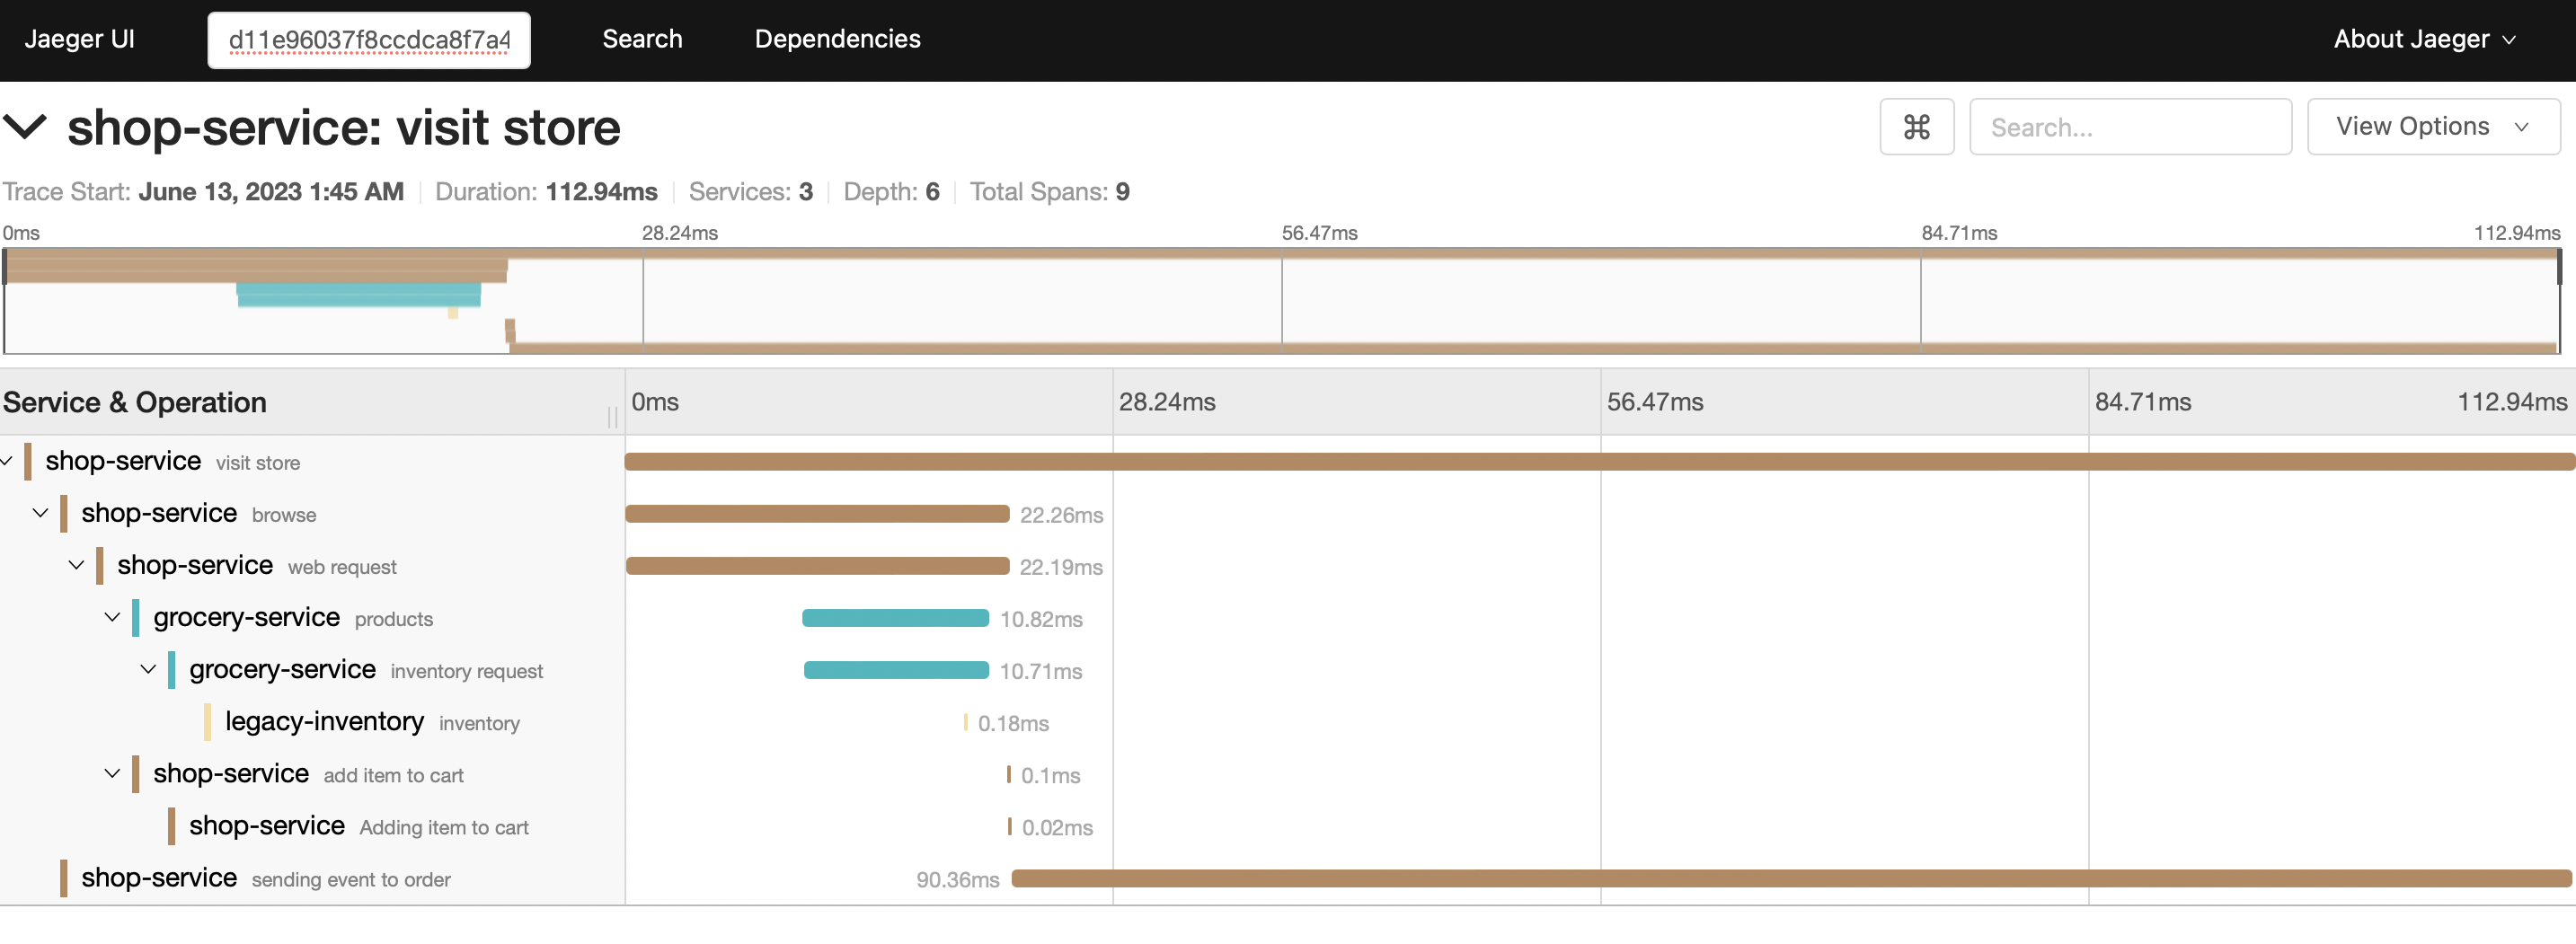 Jaeger UI d11e96037f8ccdca8f7a4 Search Dependencies About Jaeger
shop-service: visit store Search... View Options
Trace Start: June 13, 2023 1:45 AM Duration: 112.94ms Services: 3 Depth: 6 Total Spans: 9
0ms 28.24ms 56.47ms 84.71ms 112.94ms
Service & Operation 0ms 28.24ms 56.47ms 84.71ms 112.94ms
shop-service visit store
shop-service browse 22.26ms
shop-service web request 22.19ms
grocery-service products 10.82ms
grocery-service inventory request 10.71ms
legacy-inventory inventory 0.18ms
shop-service add item to cart 0.1ms
shop-service Adding item to cart 0.02ms
shop-service sending event to order 90.36ms